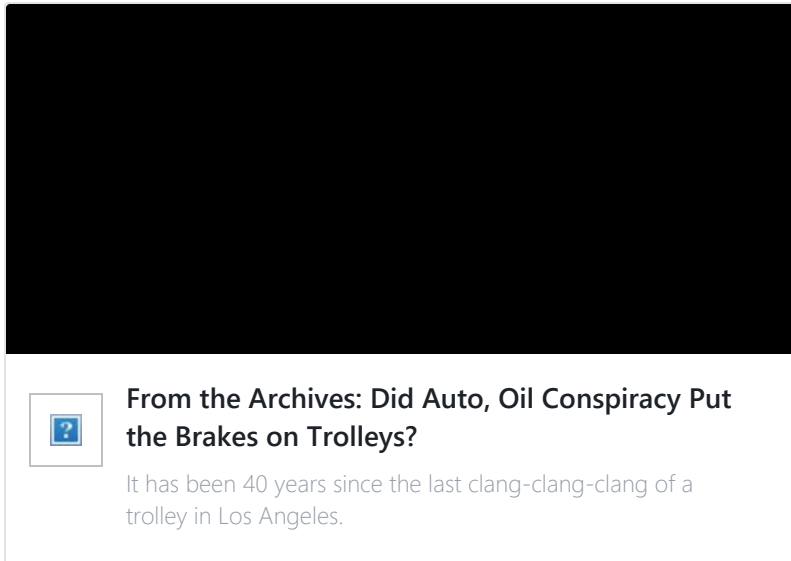 From the Archives: Did Auto, Oil Conspiracy Put
the Brakes on Trolleys?
It has been 40 years since the last clang-clang-clang of a
trolley in Los Angeles.